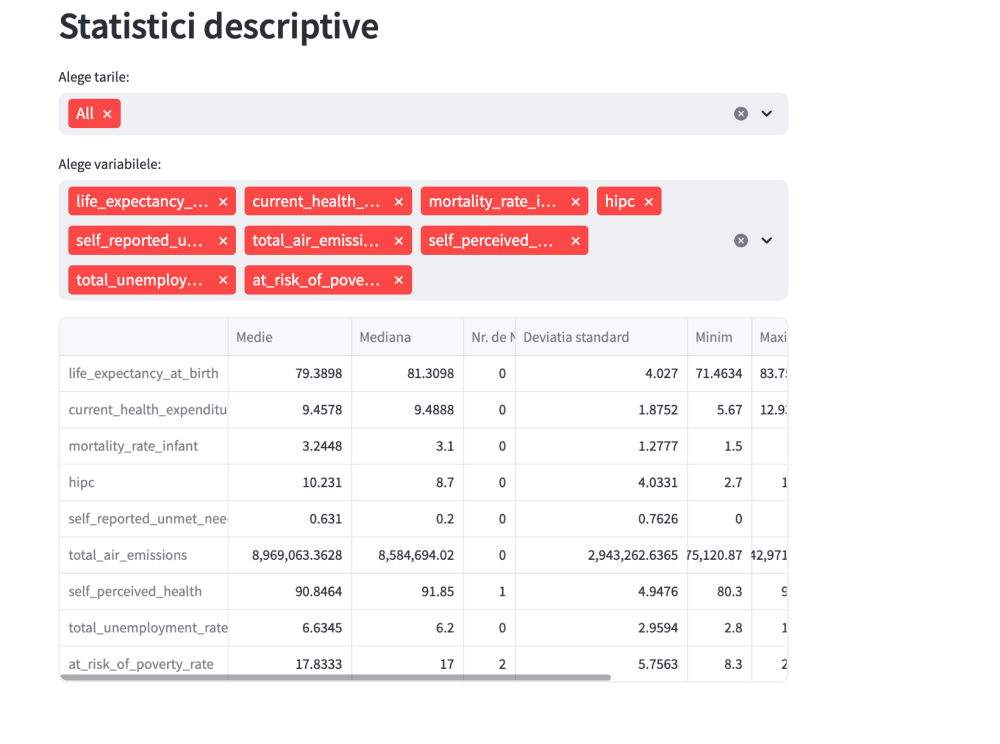 Statistici descriptive
Alege tarile:
All ×
Alege variabilele:
life_expectancy_... × current_health_... × mortality_rate_i... × hipc ×
self_reported_u... × total_air_emissi... × self_perceived_... ×
total_unemploy... × at_risk_of_pove... ×
Medie Mediana Nr. de Deviatia standard Minim Maxi
life_expectancy_at_birth 79.3898 81.3098 0 4.027 71.4634 83.7
current_health_expenditu 9.4578 9.4888 0 1.8752 5.67 12.9
mortality_rate_infant 3.2448 3.1 0 1.2777 1.5
hipc 10.231 8.7 0 4.0331 2.7 1
self_reported_unmet_nee 0.631 0.2 0 0.7626 0
total_air_emissions 8,969,063.3628 8,584,694.02 0 2,943,262.6365 75,120.87 42,971
self_perceived_health 90.8464 91.85 1 4.9476 80.3 9
total_unemployment_rate 6.6345 6.2 0 2.9594 2.8 1
at_risk_of_poverty_rate 17.8333 17 2 5.7563 8.3 2